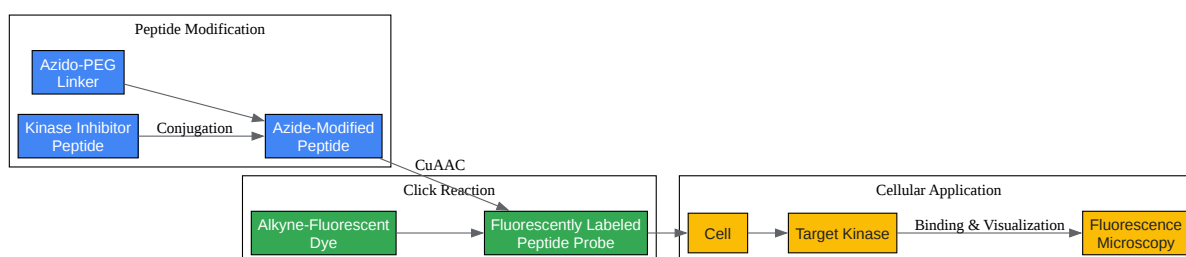 Peptide Modification
Azido-PEG
Linker
Kinase Inhibitor
Peptide
Conjugation
Azide-Modified
Peptide
CuAAC
Click Reaction
Alkyne-Fluorescent
Dye
Fluorescently Labeled
Peptide Probe
Cellular Application
Cell
Target Kinase
Binding & Visualization
Fluorescence
Microscopy